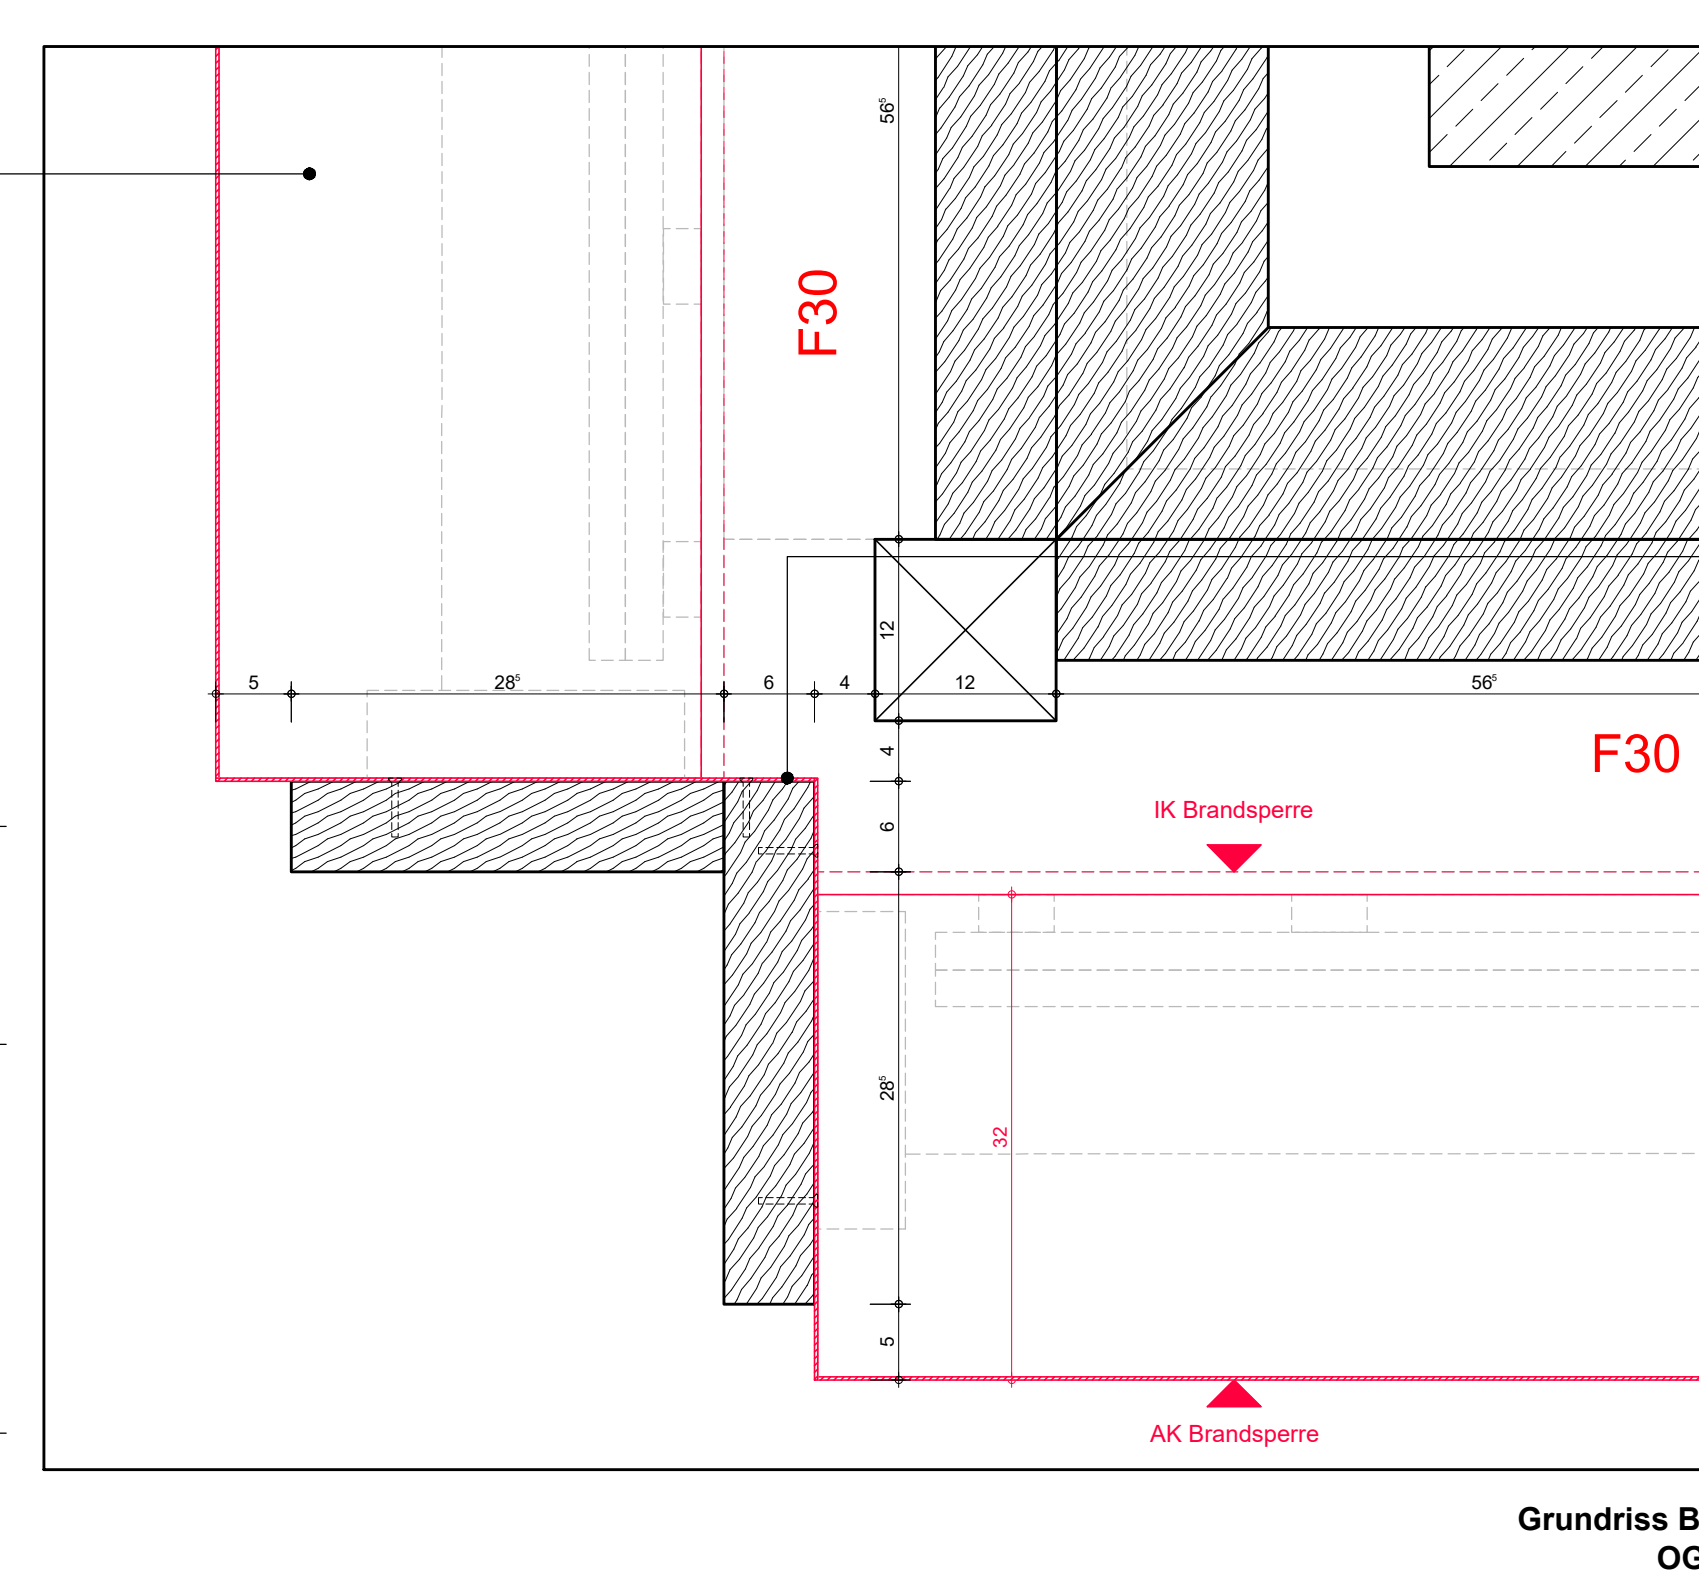 56⁵
F30
12
5
28⁵
6
4
12
56⁵
4
F30
IK Brandsperre
6
28⁵
32
5
AK Brandsperre
Grundriss B
OG